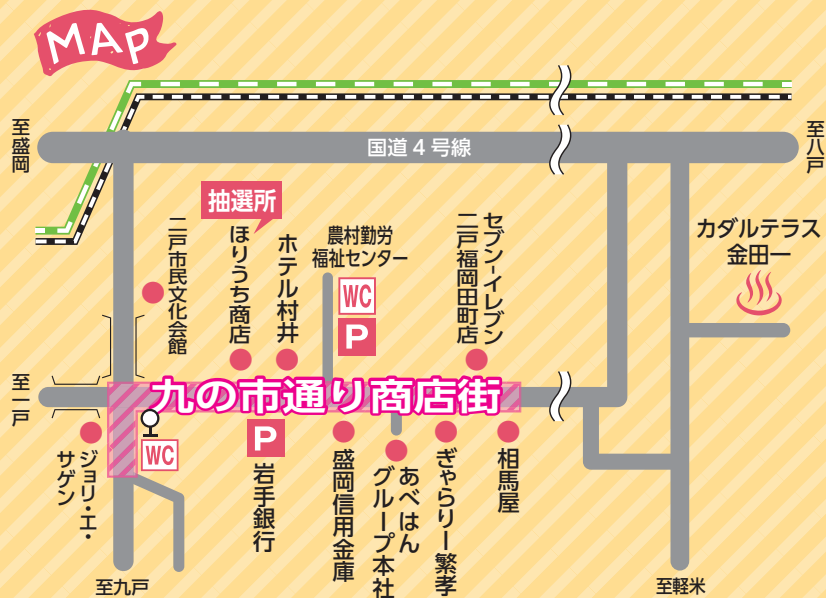 MAP
国道4号線
至盛岡
至八戸
抽選所
二戸市民文化会館
ほりうち商店
ホテル村井
農村勤労
福祉センター
WC
P
セブン-イレブン
二戸福岡田町店
カダルテラス
金田一
至一戸
九の市通り商店街
WC
P
ジョリ・エ・
サゲン
岩手銀行
盛岡信用金庫
あべはん
グループ本社
ぎゃらりー繁孝
相馬屋
至九戸
至軽米